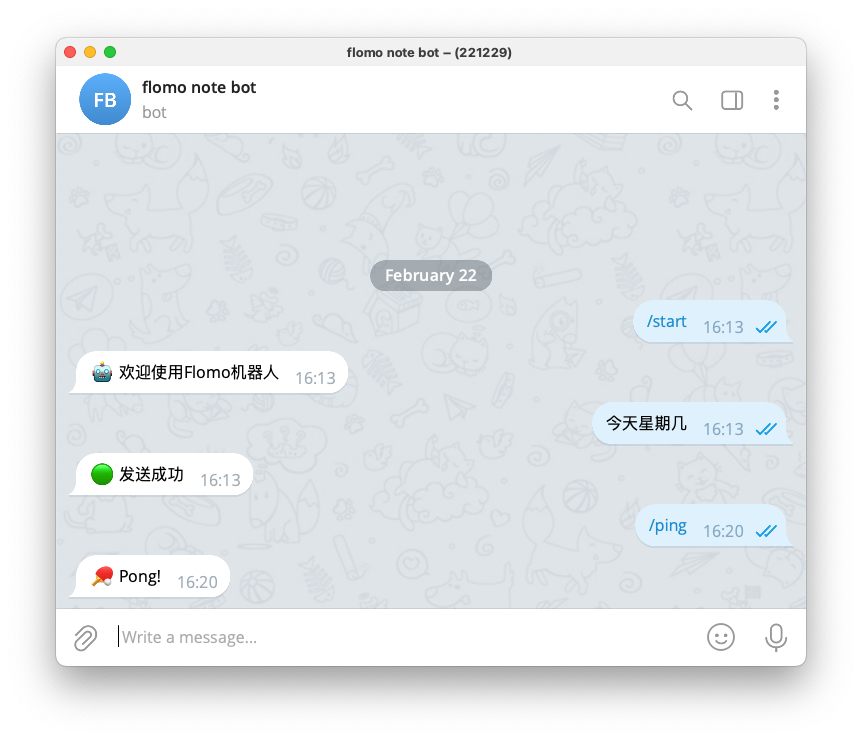 flomo note bot – (221229)
FB
flomo note bot
bot
February 22
/start 16:13
🤖 欢迎使用Flomo机器人 16:13
今天星期几 16:13
🟢 发送成功 16:13
/ping 16:20
🏓 Pong! 16:20
Write a message...